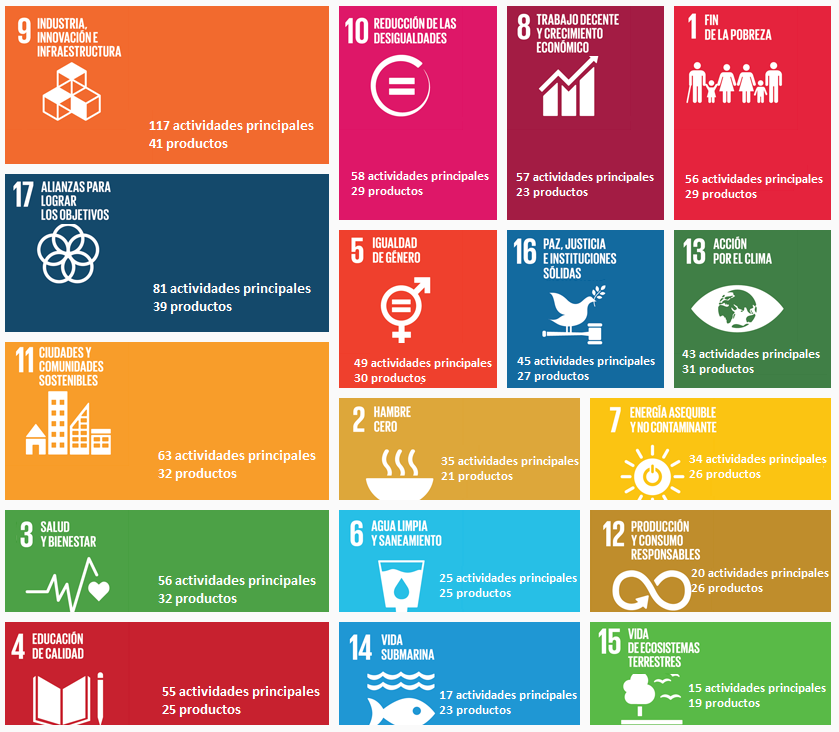 9 INDUSTRIA,
INNOVACIÓN E
INFRAESTRUCTURA
117 actividades principales
41 productos
10 REDUCCIÓN DE LAS
DESIGUALDADES
58 actividades principales
29 productos
8 TRABAJO DECENTE
Y CRECIMIENTO
ECONÓMICO
57 actividades principales
23 productos
1 FIN
DE LA POBREZA
56 actividades principales
29 productos
17 ALIANZAS PARA
LOGRAR
LOS OBJETIVOS
81 actividades principales
39 productos
5 IGUALDAD
DE GÉNERO
49 actividades principales
30 productos
16 PAZ, JUSTICIA
E INSTITUCIONES
SÓLIDAS
45 actividades principales
27 productos
13 ACCIÓN
POR EL CLIMA
43 actividades principales
31 productos
11 CIUDADES Y
COMUNIDADES
SOSTENIBLES
63 actividades principales
32 productos
2 HAMBRE
CERO
35 actividades principales
21 productos
7 ENERGÍA ASEQUIBLE
Y NO CONTAMINANTE
34 actividades principales
26 productos
3 SALUD
Y BIENESTAR
56 actividades principales
32 productos
6 AGUA LIMPIA
Y SANEAMIENTO
25 actividades principales
25 productos
12 PRODUCCIÓN
Y CONSUMO
RESPONSABLES
20 actividades principales
26 productos
4 EDUCACIÓN
DE CALIDAD
55 actividades principales
25 productos
14 VIDA
SUBMARINA
17 actividades principales
23 productos
15 VIDA
DE ECOSISTEMAS
TERRESTRES
15 actividades principales
19 productos